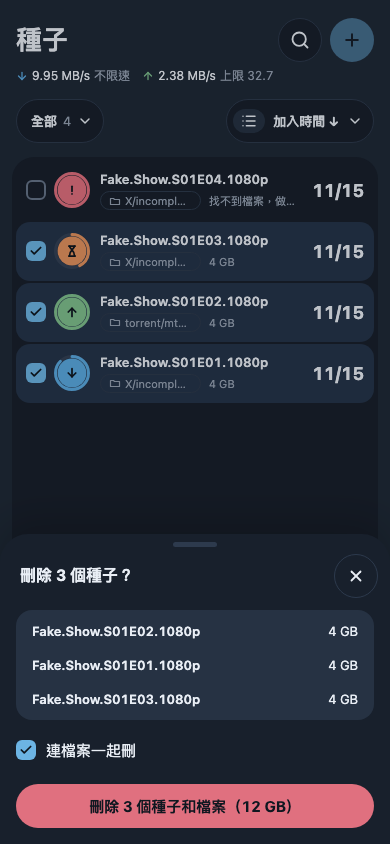 種子
9.95 MB/s 不限速 2.38 MB/s 上限 32.7
全部 4 加入時間
Fake.Show.S01E04.1080p
X/incompl... 找不到檔案，做...
11/15
Fake.Show.S01E03.1080p
X/incompl... 4 GB
11/15
Fake.Show.S01E02.1080p
torrent/mt... 4 GB
11/15
Fake.Show.S01E01.1080p
X/incompl... 4 GB
11/15
刪除 3 個種子？
Fake.Show.S01E02.1080p 4 GB
Fake.Show.S01E01.1080p 4 GB
Fake.Show.S01E03.1080p 4 GB
連檔案一起刪
刪除 3 個種子和檔案（12 GB）